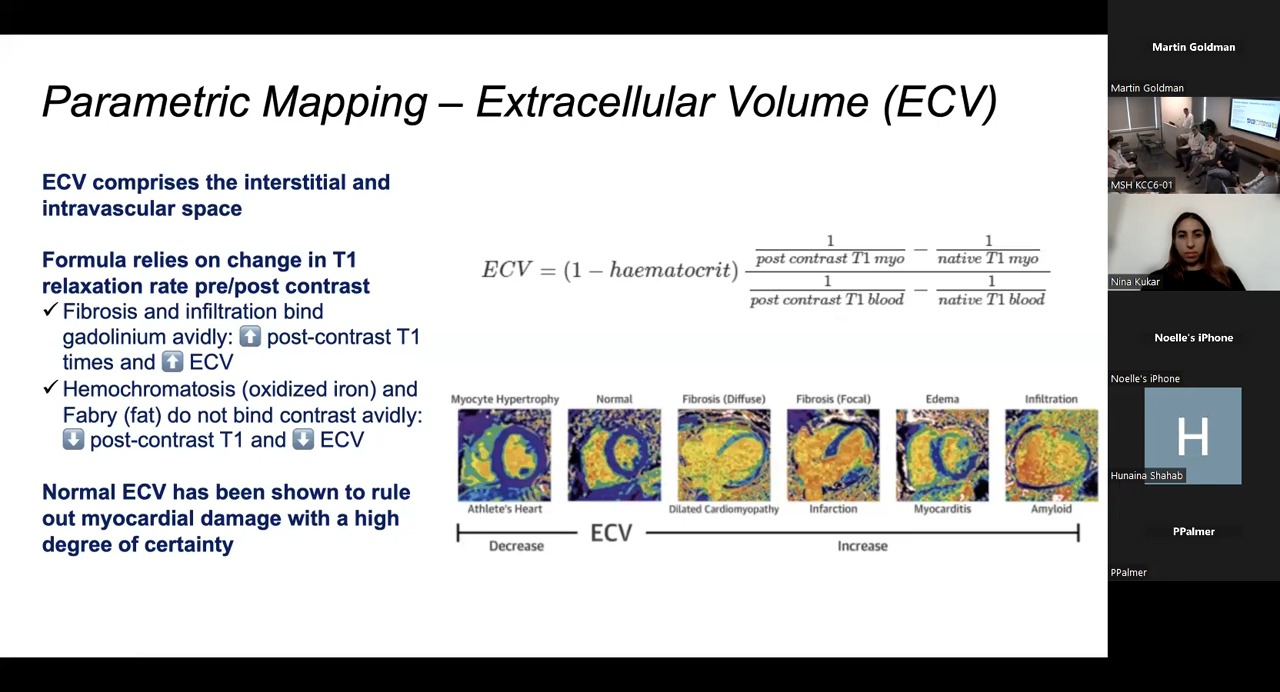 Parametric Mapping – Extracellular Volume (ECV)
ECV comprises the interstitial and
intravascular space
Formula relies on change in T1
relaxation rate pre/post contrast
✓ Fibrosis and infiltration bind
gadolinium avidly: ⬆ post-contrast T1
times and ⬆ ECV
✓ Hemochromatosis (oxidized iron) and
Fabry (fat) do not bind contrast avidly:
⬇ post-contrast T1 and ⬇ ECV
Normal ECV has been shown to rule
out myocardial damage with a high
degree of certainty
1 1
post contrast T1 myo − native T1 myo
ECV = (1 − haematocrit)
1 1
post contrast T1 blood − native T1 blood
Myocyte Hypertrophy Normal Fibrosis (Diffuse) Fibrosis (Focal) Edema Infiltration
Athlete's Heart Dilated Cardiomyopathy Infarction Myocarditis Amyloid
ECV
Decrease Increase
Martin Goldman
Martin Goldman
MSH KCC6-01
Nina Kukar
Noelle's iPhone
Noelle's iPhone
H
Hunaina Shahab
PPalmer
PPalmer